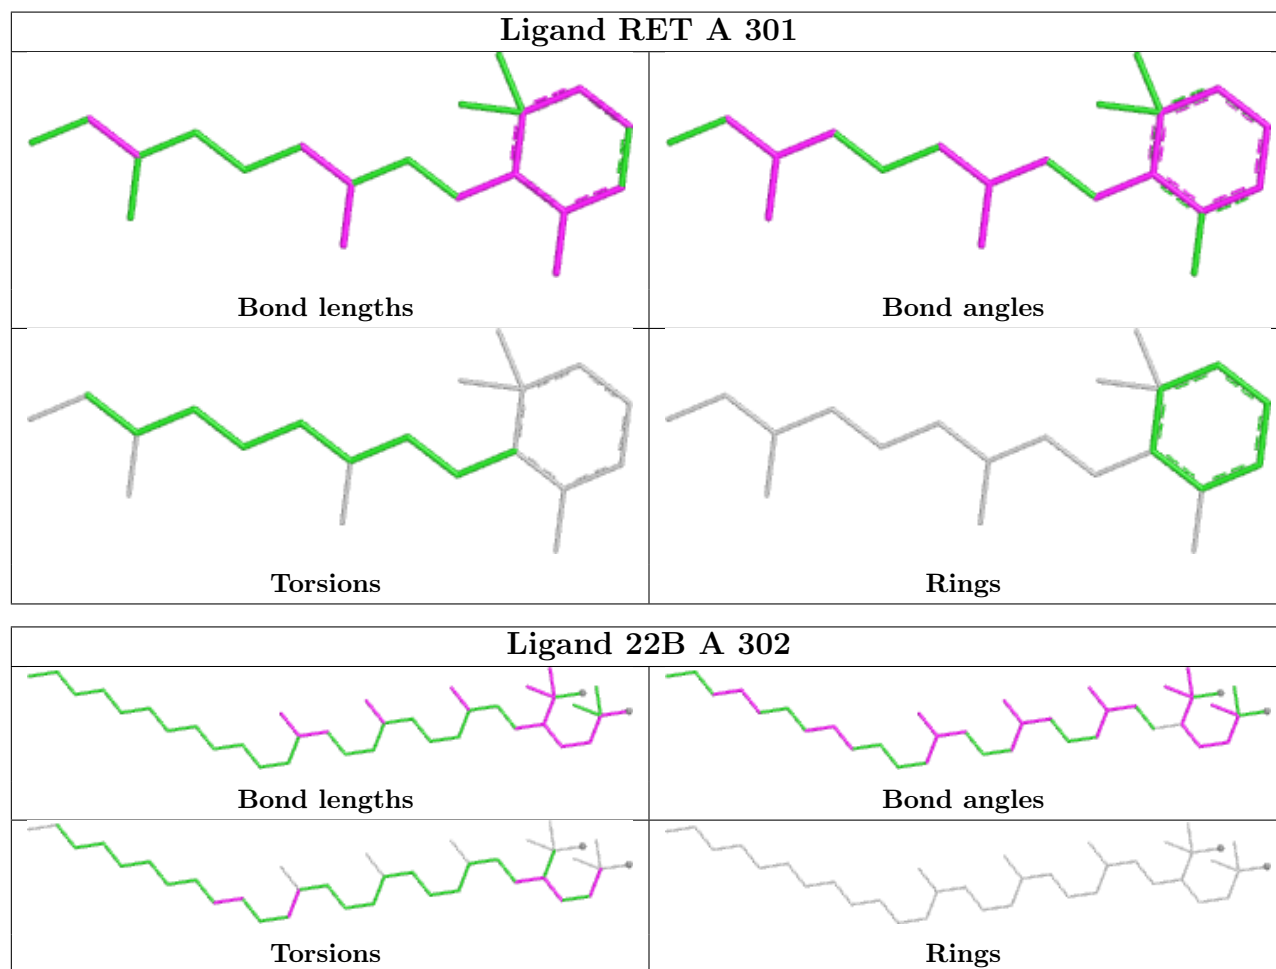 Ligand RET A 301
Bond lengths
Bond angles
Torsions
Rings
Ligand 22B A 302
Bond lengths
Bond angles
Torsions
Rings